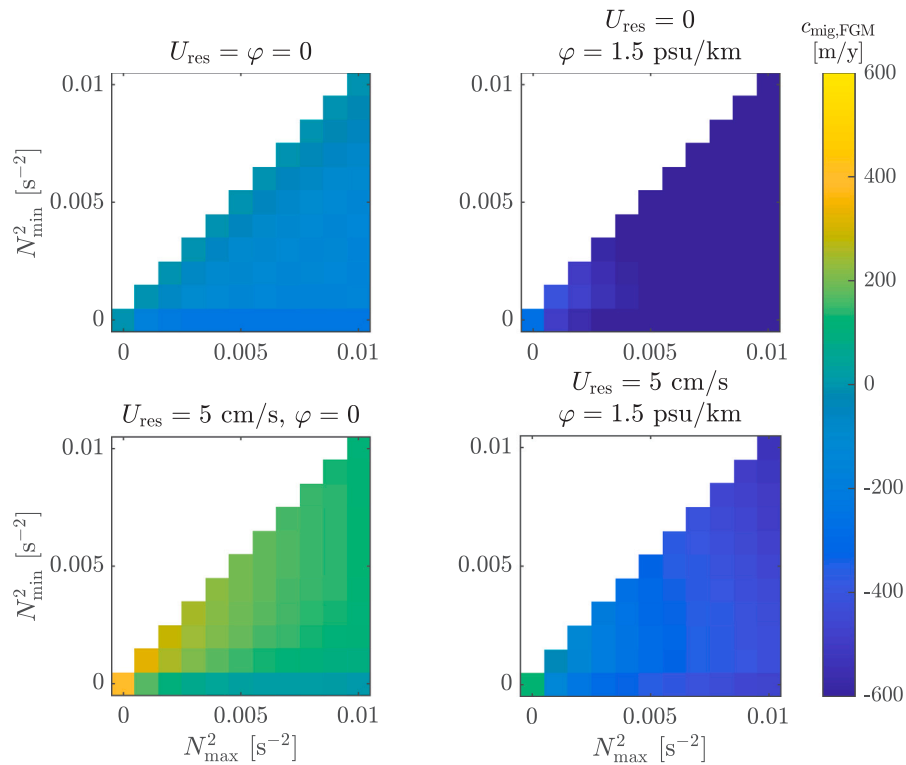 U_res = φ = 0
U_res = 0
φ = 1.5 psu/km
c_mig,FGM
[m/y]
0.01
0.005
0
N²_min [s⁻²]
0
0.005
0.01
0.01
0.005
0
0
0.005
0.01
600
400
200
0
-200
-400
-600
U_res = 5 cm/s, φ = 0
U_res = 5 cm/s
φ = 1.5 psu/km
0.01
0.005
0
N²_min [s⁻²]
0
0.005
0.01
N²_max [s⁻²]
0.01
0.005
0
0
0.005
0.01
N²_max [s⁻²]